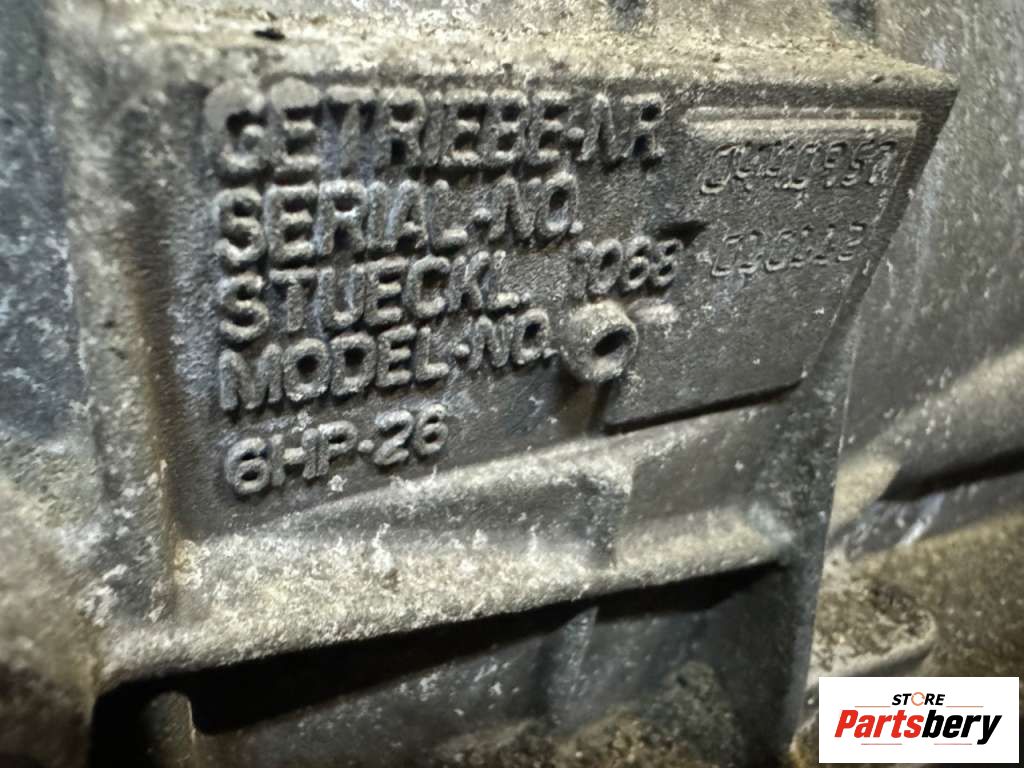 GETRIEBE-NR
SERIAL-NO.
STUECKL. 1068
MODEL-NO.
6HP-26
STORE
Partsbery